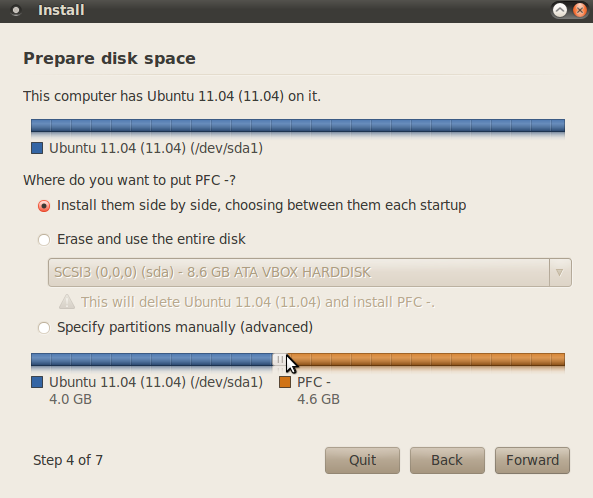 Install
Prepare disk space
This computer has Ubuntu 11.04 (11.04) on it.
Ubuntu 11.04 (11.04) (/dev/sda1)
Where do you want to put PFC -?
Install them side by side, choosing between them each startup
Erase and use the entire disk
SCSI3 (0,0,0) (sda) - 8.6 GB ATA VBOX HARDDISK
This will delete Ubuntu 11.04 (11.04) and install PFC -.
Specify partitions manually (advanced)
Ubuntu 11.04 (11.04) (/dev/sda1) PFC -
4.0 GB 4.6 GB
Step 4 of 7 Quit Back Forward